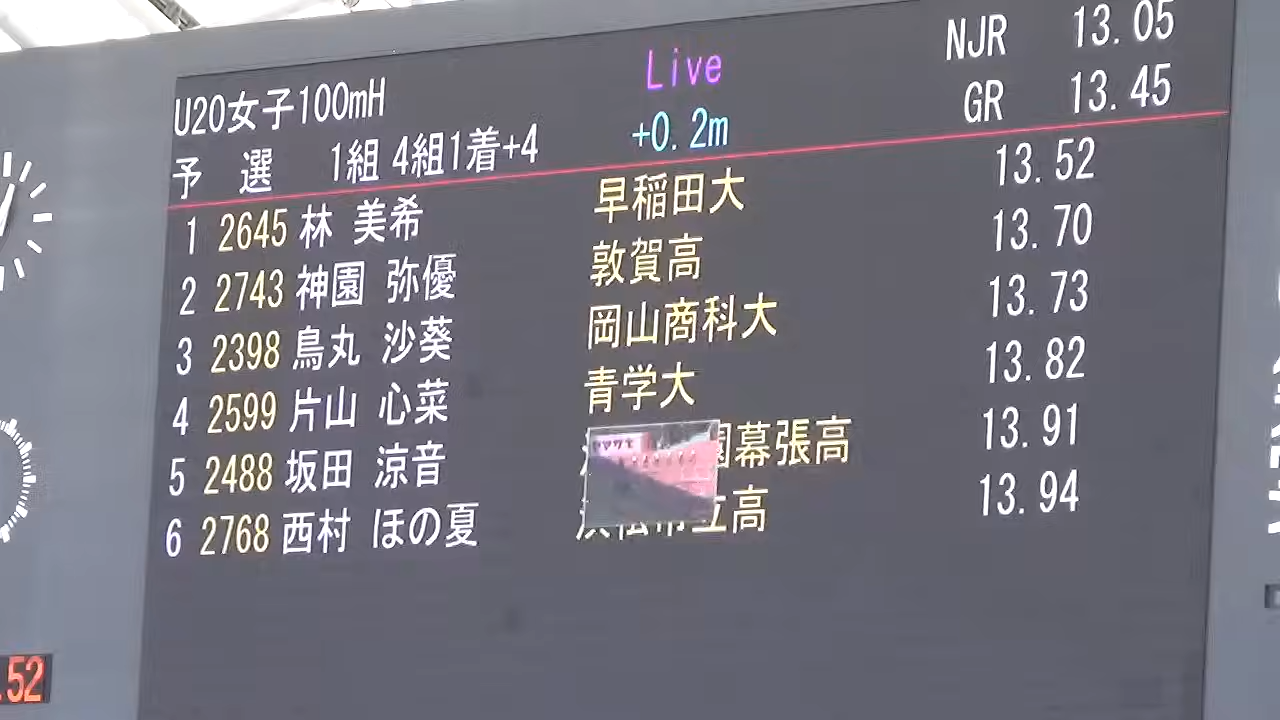 U20女子100mH Live NJR 13.05
予 選 1組 4組1着+4 +0.2m GR 13.45
1 2645 林 美希 早稲田大 13.52
2 2743 神園 弥優 敦賀高 13.70
3 2398 鳥丸 沙葵 岡山商科大 13.73
4 2599 片山 心菜 青学大 13.82
5 2488 坂田 涼音 園幕張高 13.91
6 2768 西村 ほの夏 市立高 13.94
.52